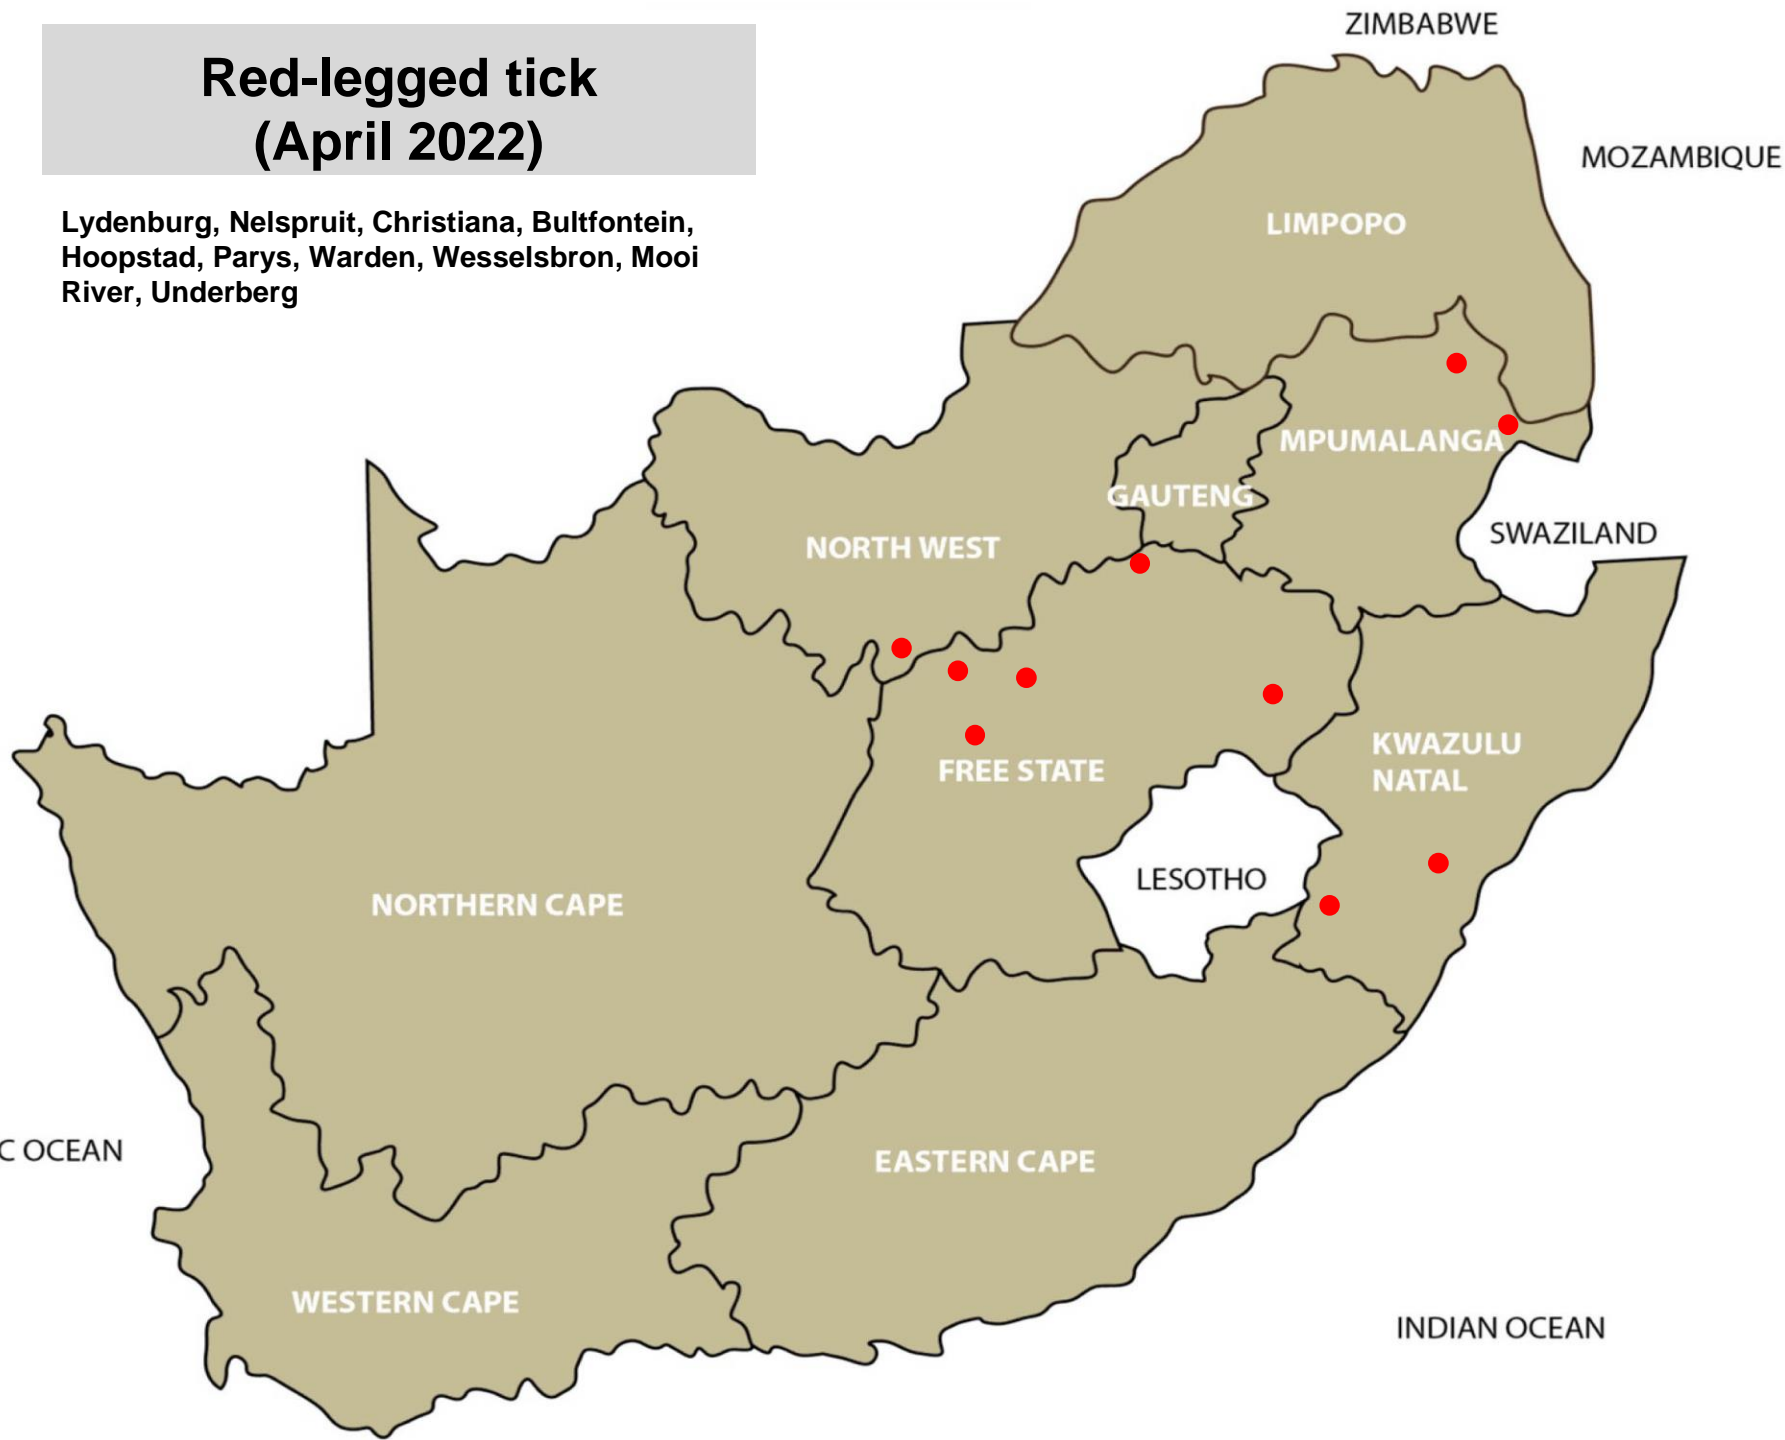 Red-legged tick
(April 2022)
Lydenburg, Nelspruit, Christiana, Bultfontein,
Hoopstad, Parys, Warden, Wesselsbron, Mooi
River, Underberg
ZIMBABWE
MOZAMBIQUE
LIMPOPO
MPUMALANGA
GAUTENG
NORTH WEST
SWAZILAND
KWAZULU
NATAL
FREE STATE
LESOTHO
NORTHERN CAPE
C OCEAN
EASTERN CAPE
WESTERN CAPE
INDIAN OCEAN